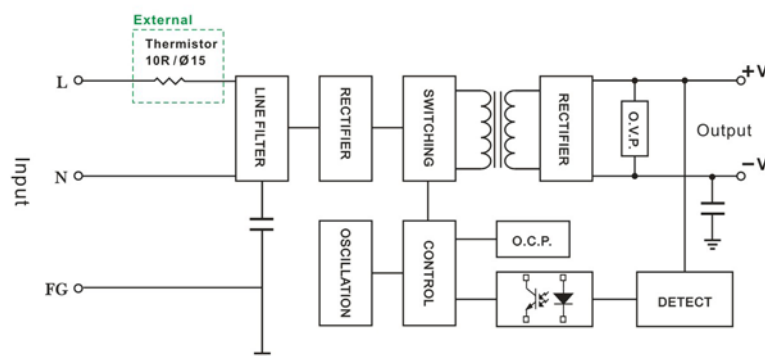 External
Thermistor
10R/Ø15
L
LINE FILTER
RECTIFIER
SWITCHING
RECTIFIER
O.V.P.
+V
Output
-V
Input
N
OSCILLATION
CONTROL
O.C.P.
FG
DETECT